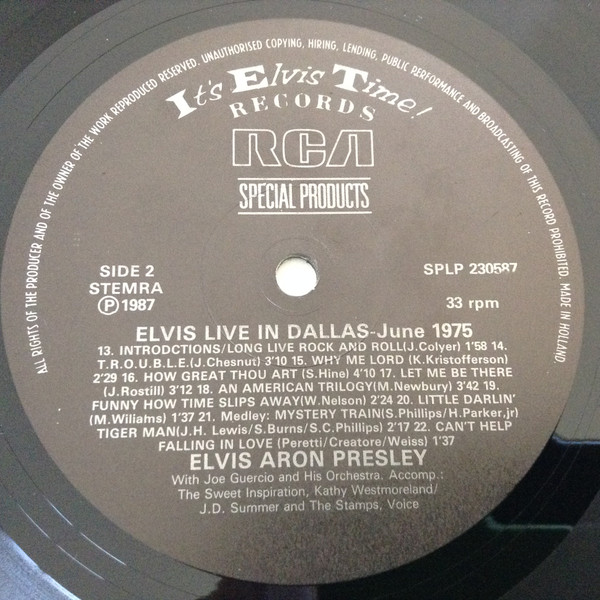 ALL RIGHTS OF THE PRODUCER AND OF THE OWNER OF THE WORK REPRODUCED RESERVED. UNAUTHORISED COPYING, HIRING, LENDING, PUBLIC PERFORMANCE AND BROADCASTING OF THIS RECORD PROHIBITED. MADE IN HOLLAND
It's Elvis Time!
RECORDS
RCA
SPECIAL PRODUCTS
SIDE 2
STEMRA
℗ 1987
SPLP 230587
33 rpm
ELVIS LIVE IN DALLAS-June 1975
13. INTRODCTIONS/LONG LIVE ROCK AND ROLL(J.Colyer) 1'58 14.
T.R.O.U.B.L.E.(J.Chesnut) 3'10 15. WHY ME LORD (K.Kristofferson)
2'29 16. HOW GREAT THOU ART (S.Hine) 4'10 17. LET ME BE THERE
(J.Rostill) 3'12 18. AN AMERICAN TRILOGY(M.Newbury) 3'42 19.
FUNNY HOW TIME SLIPS AWAY(W.Nelson) 2'24 20. LITTLE DARLIN'
(M.Wiliams) 1'37 21. Medley: MYSTERY TRAIN(S.Phillips/H.Parker,jr)
TIGER MAN(J.H. Lewis/S.Burns/S.C.Phillips) 2'17 22. CAN'T HELP
FALLING IN LOVE (Peretti/Creatore/Weiss) 1'37
ELVIS ARON PRESLEY
With Joe Guercio and His Orchestra. Accomp.:
The Sweet Inspiration, Kathy Westmoreland/
J.D. Summer and The Stamps, Voice